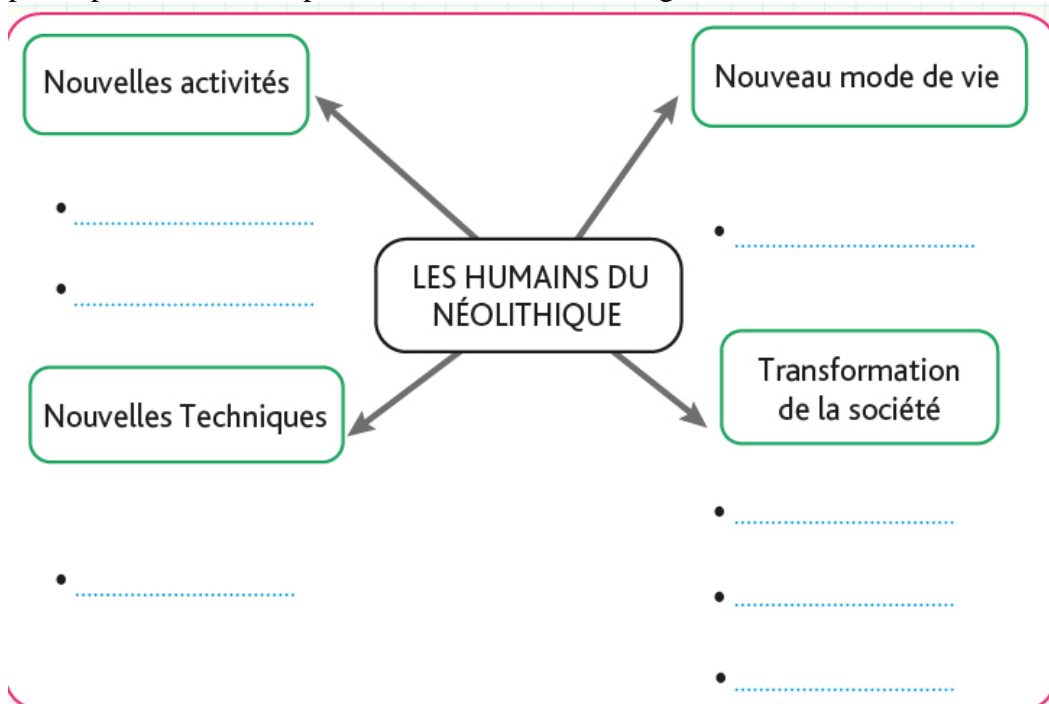 Nouvelles activités
Nouveau mode de vie
LES HUMAINS DU
NÉOLITHIQUE
Nouvelles Techniques
Transformation
de la société